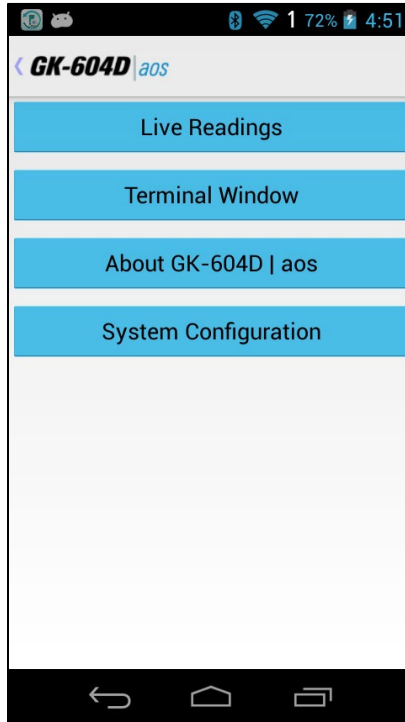 1 72% 4:51
GK-604D | aos
Live Readings
Terminal Window
About GK-604D | aos
System Configuration